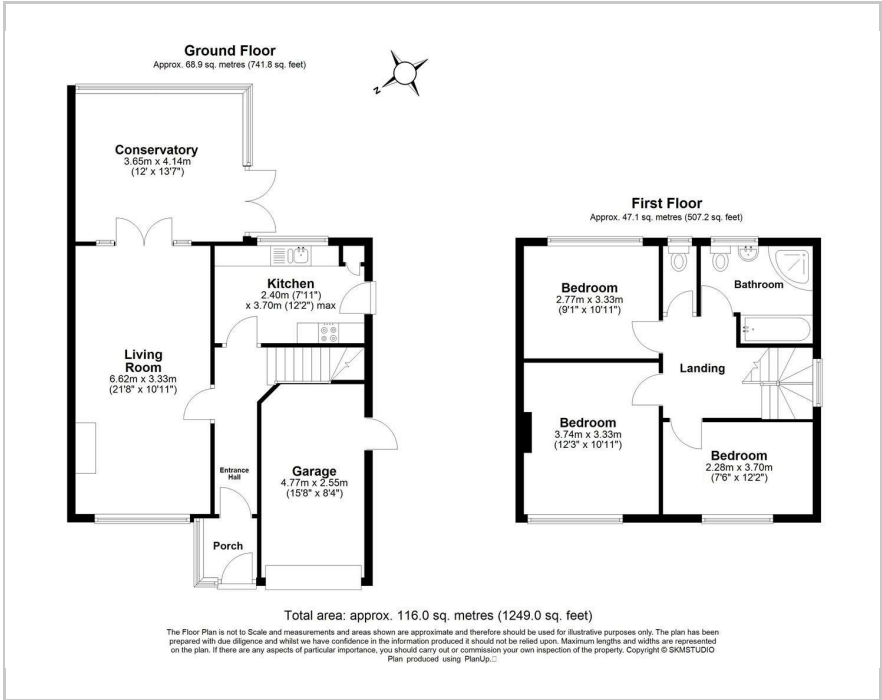 Ground Floor
Approx. 68.9 sq. metres (741.8 sq. feet)
N
Conservatory
3.65m x 4.14m
(12' x 13'7")
First Floor
Approx. 47.1 sq. metres (507.2 sq. feet)
Kitchen
2.40m (7'11")
x 3.70m (12'2") max
Living
Room
6.62m x 3.33m
(21'8" x 10'11")
Entrance
Hall
Garage
4.77m x 2.55m
(15'8" x 8'4")
Porch
Bedroom
2.77m x 3.33m
(9'1" x 10'11")
Bathroom
Landing
Bedroom
3.74m x 3.33m
(12'3" x 10'11")
Bedroom
2.28m x 3.70m
(7'6" x 12'2")
Total area: approx. 116.0 sq. metres (1249.0 sq. feet)
The Floor Plan is not to Scale and measurements and areas shown are approximate and therefore should be used for illustrative purposes only. The plan has been
prepared with due diligence and whilst we have confidence in the information produced it should not be relied upon. Maximum lengths and widths are represented
on the plan. If there are any aspects of particular importance, you should carry out or commission your own inspection of the property. Copyright © SKMSTUDIO
Plan produced using PlanUp.